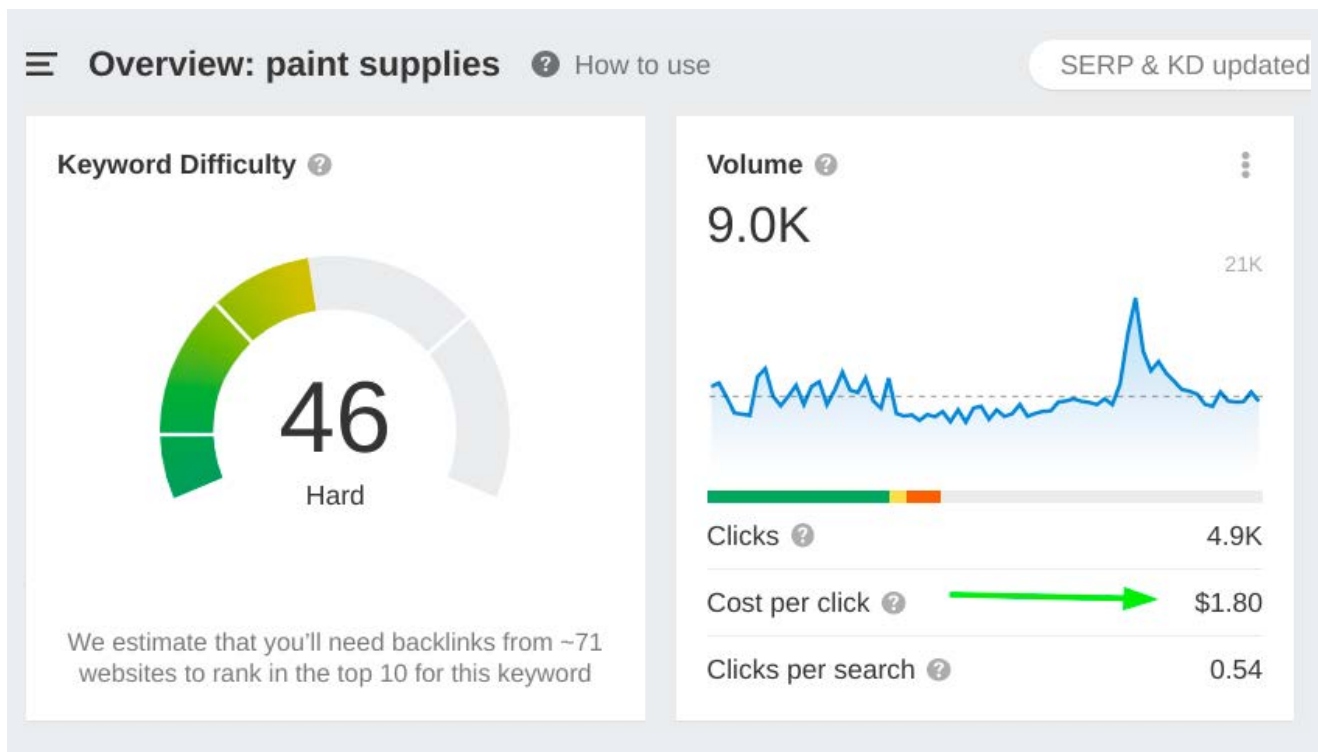 Overview: paint supplies ? How to use
SERP & KD updated
Keyword Difficulty ?
46
Hard
We estimate that you'll need backlinks from ~71
websites to rank in the top 10 for this keyword
Volume ?
9.0K
21K
Clicks ? 4.9K
Cost per click ? $1.80
Clicks per search ? 0.54